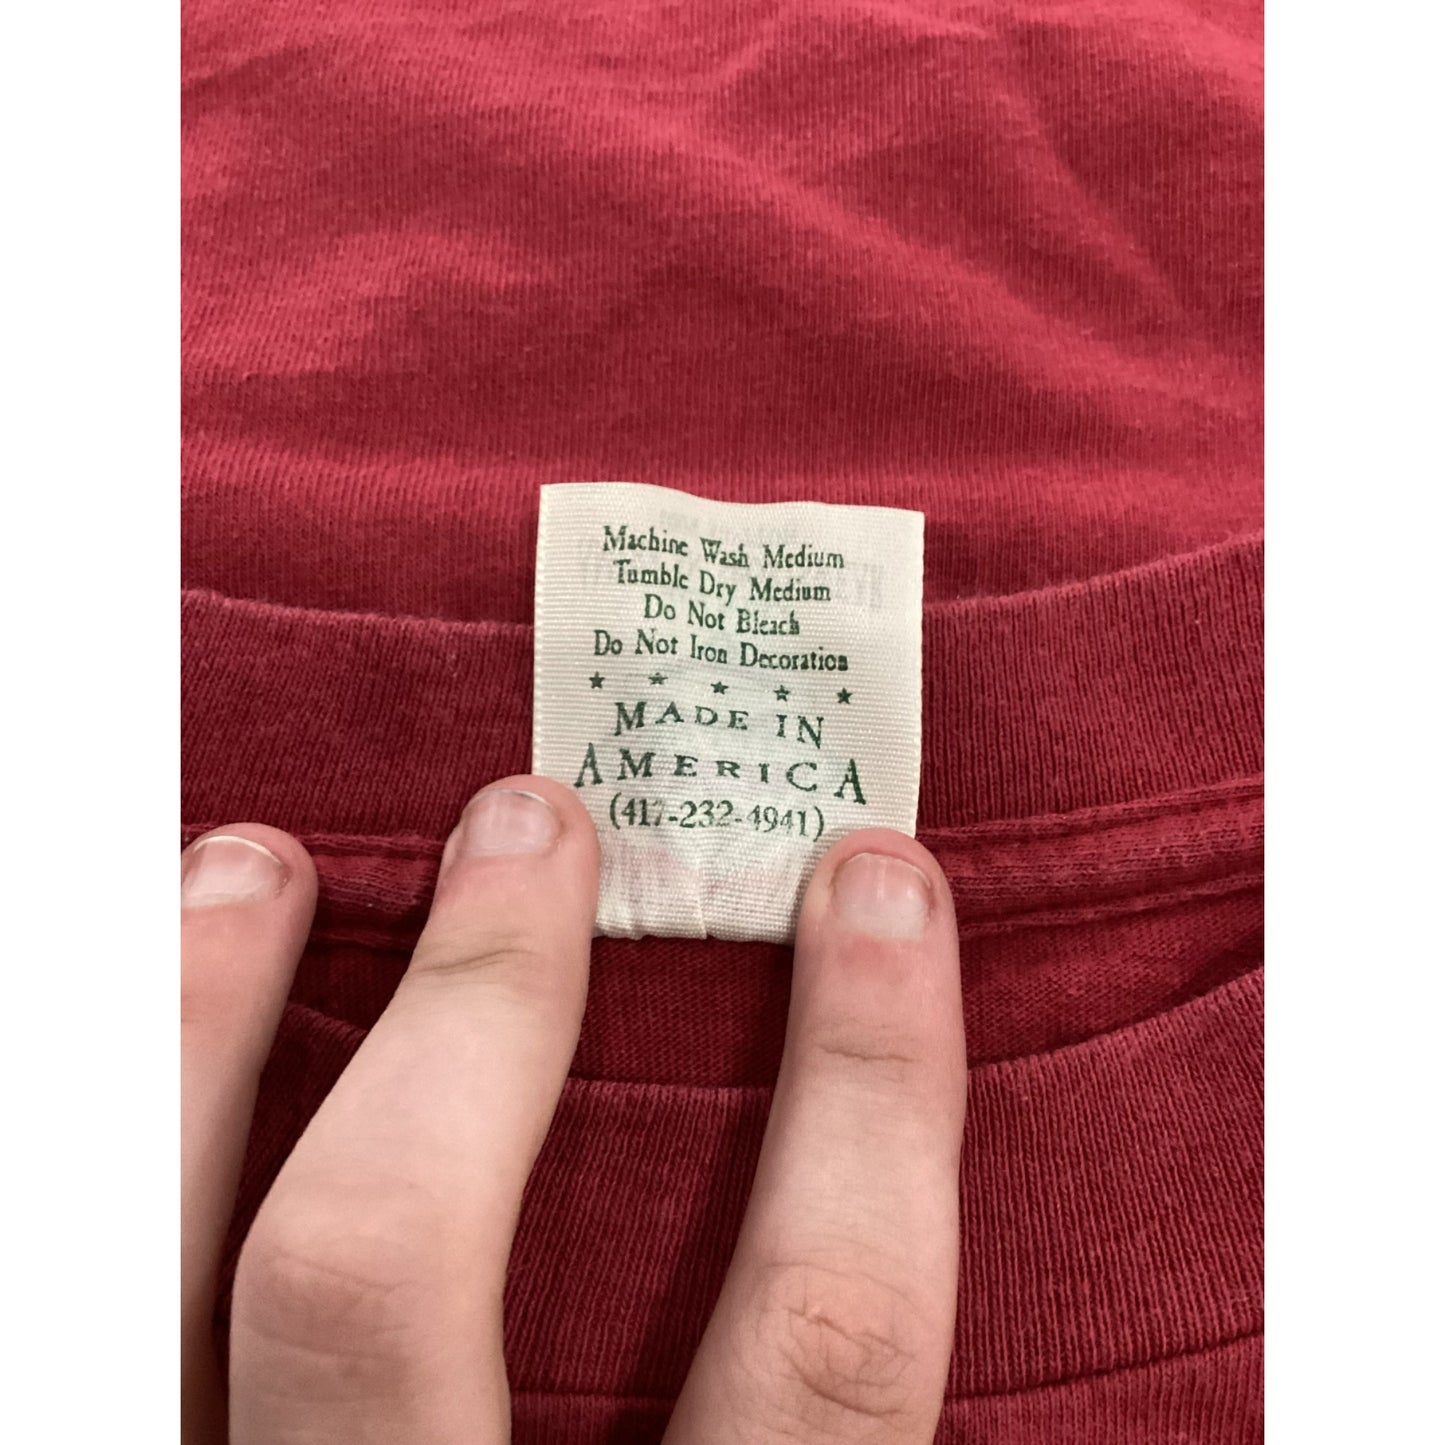 Machine Wash Medium
Tumble Dry Medium
Do Not Bleach
Do Not Iron Decoration
★ ★ ★ ★ ★
MADE IN
AMERICA
(417-232-4941)